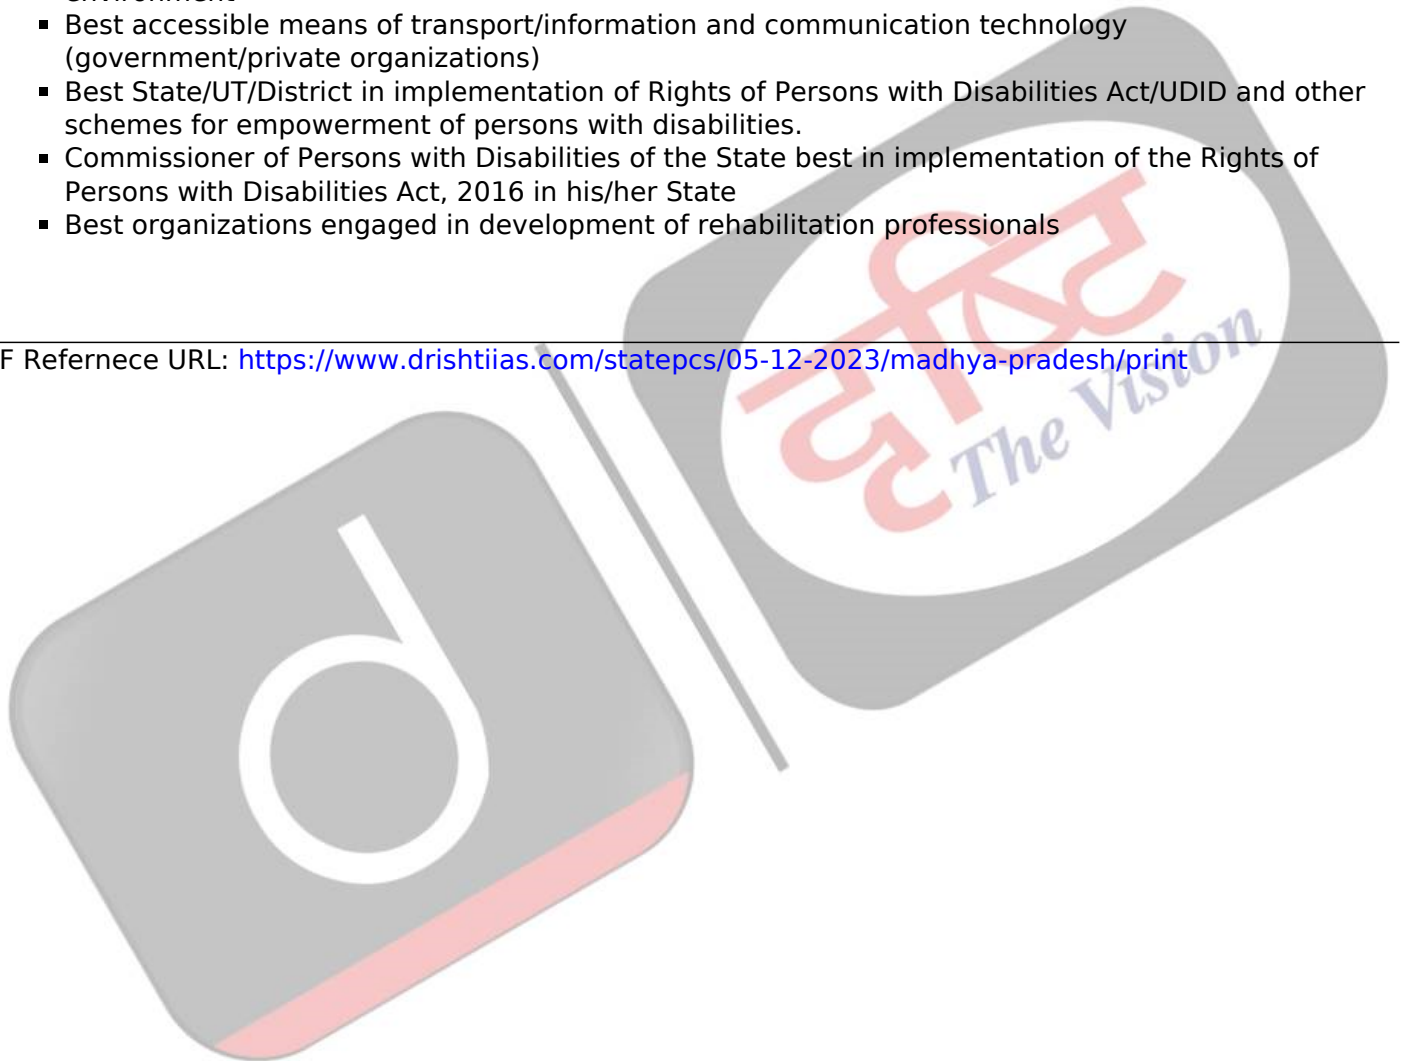 environment
▪ Best accessible means of transport/information and communication technology
(government/private organizations)
▪ Best State/UT/District in implementation of Rights of Persons with Disabilities Act/UDID and other
schemes for empowerment of persons with disabilities.
▪ Commissioner of Persons with Disabilities of the State best in implementation of the Rights of
Persons with Disabilities Act, 2016 in his/her State
▪ Best organizations engaged in development of rehabilitation professionals
F Refernece URL: https://www.drishtiias.com/statepcs/05-12-2023/madhya-pradesh/print
दृष्टि
The Vision
d